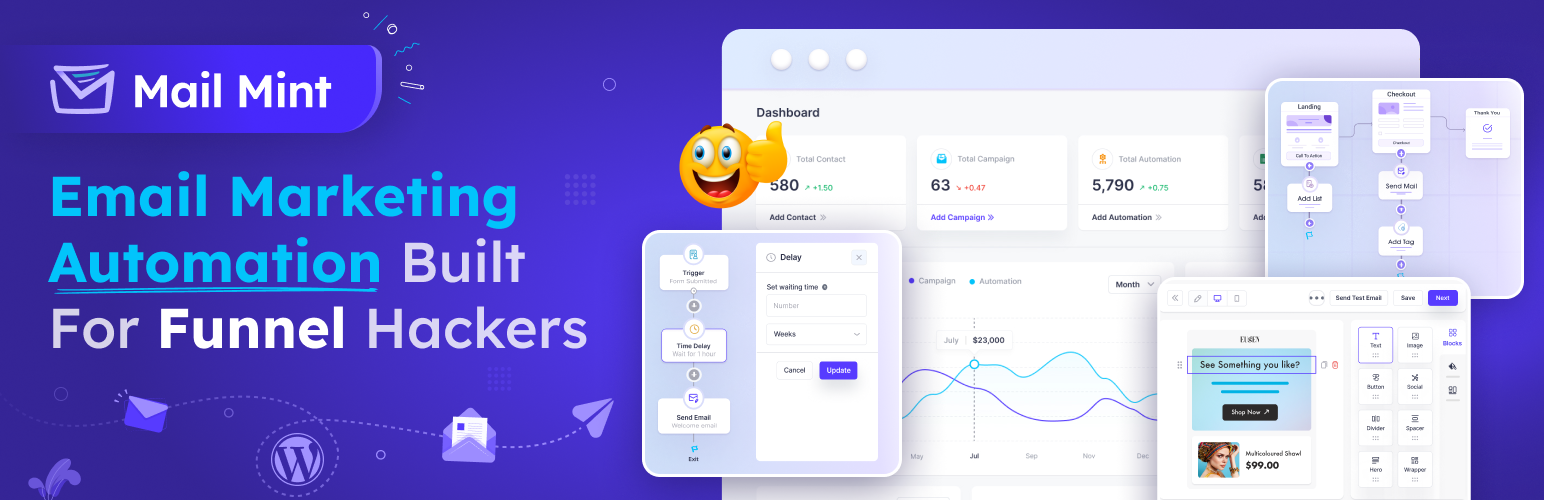 Mail Mint
Email Marketing
Automation Built
For Funnel Hackers
Dashboard
Total Contact
580 +1.50
Add Contact
Total Campaign
63 +0.47
Add Campaign
Total Automation
5,790 +0.75
Add Automation
58
Add
Campaign
Automation
Month
July $23,000
May
Jul
Sep
Nov
Dec
Trigger
Form Submitted
Time Delay
Wait for 1 hour
Send Email
Welcome email
Exit
Delay
Set waiting time
Number
Weeks
Cancel
Update
Landing
Call To Action
Add List
Checkout
Checkout
Send Mail
Add Tag
Thank You
Send Test Email
Save
Next
See Something you like?
Shop Now
Multicoloured Shawl
$99.00
Text
Image
Button
Social
Divider
Spacer
Hero
Wrapper
Blocks